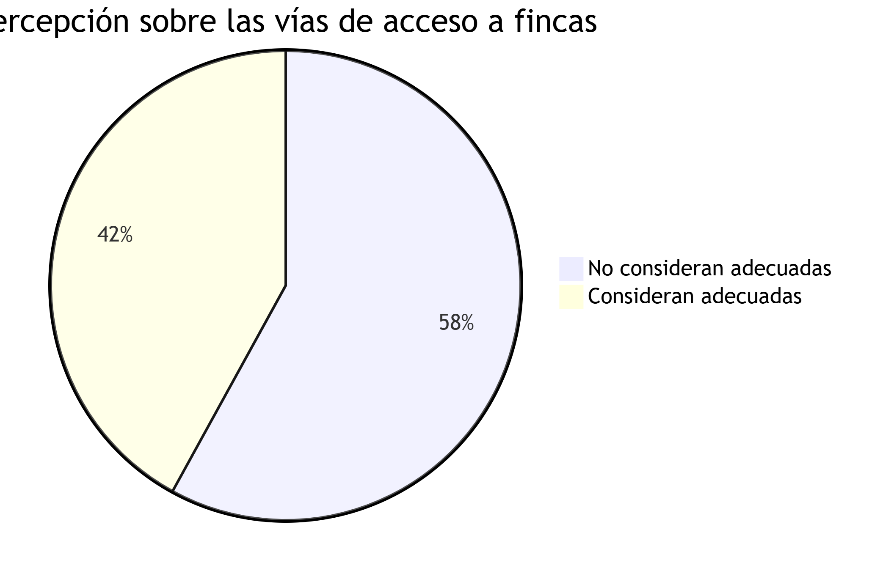 ercepción sobre las vías de acceso a fincas
42%
58%
No consideran adecuadas
Consideran adecuadas